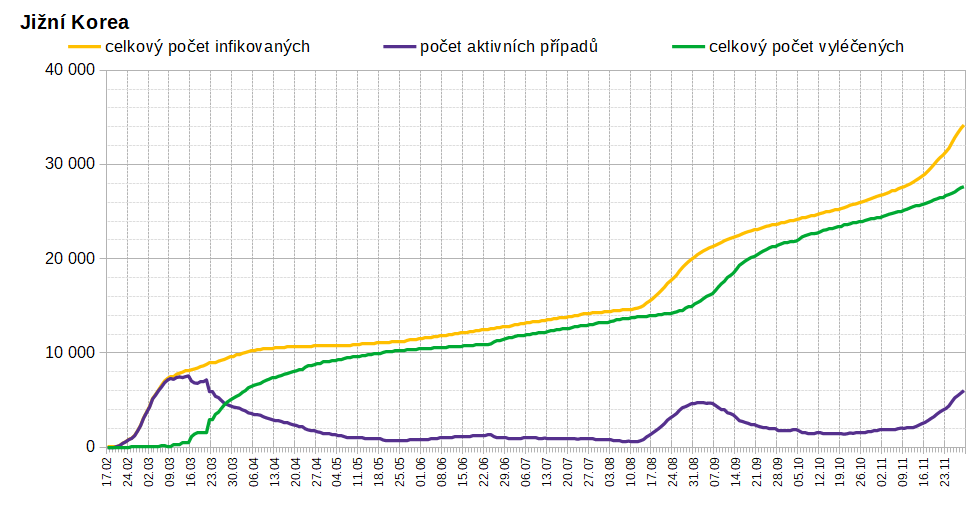 Jižní Korea
celkový počet infikovaných počet aktivních případů celkový počet vyléčených
40 000
30 000
20 000
10 000
0
17.02 24.02 02.03 09.03 16.03 23.03 30.03 06.04 13.04 20.04 27.04 04.05 11.05 18.05 25.05 01.06 08.06 15.06 22.06 29.06 06.07 13.07 20.07 27.07 03.08 10.08 17.08 24.08 31.08 07.09 14.09 21.09 28.09 05.10 12.10 19.10 26.10 02.11 09.11 16.11 23.11